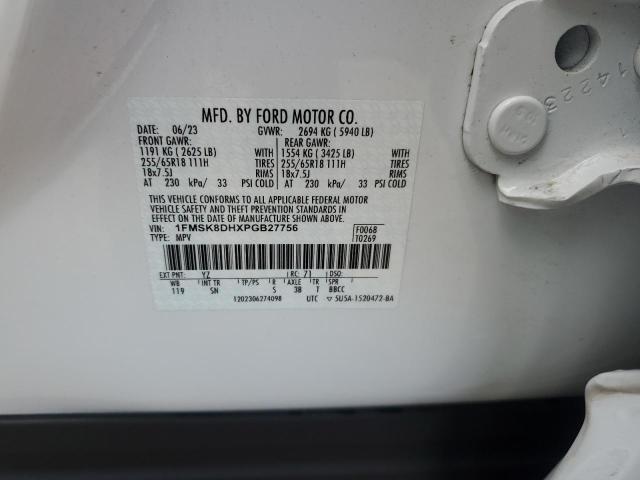 MFD. BY FORD MOTOR CO.
DATE: 06/23 GVWR: 2694 KG ( 5940 LB)
FRONT GAWR: REAR GAWR:
1191 KG ( 2625 LB) WITH 1554 KG ( 3425 LB) WITH
255/65R18 111H TIRES 255/65R18 111H TIRES
18x7.5J RIMS 18x7.5J RIMS
AT 230 kPa/ 33 PSI COLD AT 230 kPa/ 33 PSI COLD
THIS VEHICLE CONFORMS TO ALL APPLICABLE FEDERAL MOTOR
VEHICLE SAFETY AND THEFT PREVENTION STANDARDS IN
EFFECT ON THE DATE OF MANUFACTURE SHOWN ABOVE.
VIN: 1FMSK8DHXPGB27756 F0068
TYPE: MPV T0269
EXT PNT: YZ RC: 71 DSO:
WB INT TR TP/PS R AXLE TR SPR
119 SN S 3B T BBCC
1202306274098 UTC ▽ 5U5A-1520472-BA
14223